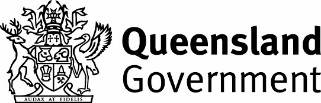 Queensland
Government
AUDAX AT FIDELIS